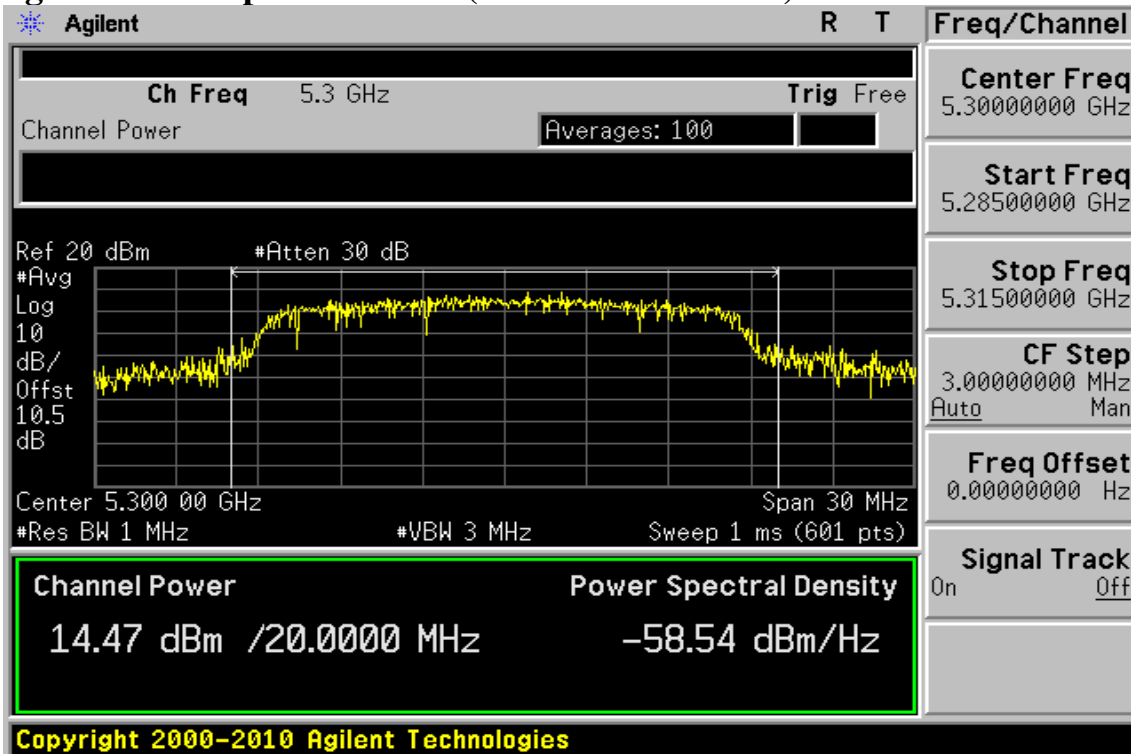 Agilent R T
Ch Freq 5.3 GHz Trig Free
Channel Power Averages: 100
Ref 20 dBm #Atten 30 dB
#Avg
Log
10
dB/
Offst
10.5
dB
Center 5.300 00 GHz Span 30 MHz
#Res BW 1 MHz #VBW 3 MHz Sweep 1 ms (601 pts)
Channel Power Power Spectral Density
14.47 dBm /20.0000 MHz -58.54 dBm/Hz
Copyright 2000-2010 Agilent Technologies
Freq/Channel
Center Freq
5.30000000 GHz
Start Freq
5.28500000 GHz
Stop Freq
5.31500000 GHz
CF Step
3.00000000 MHz
Auto Man
Freq Offset
0.00000000 Hz
Signal Track
On Off